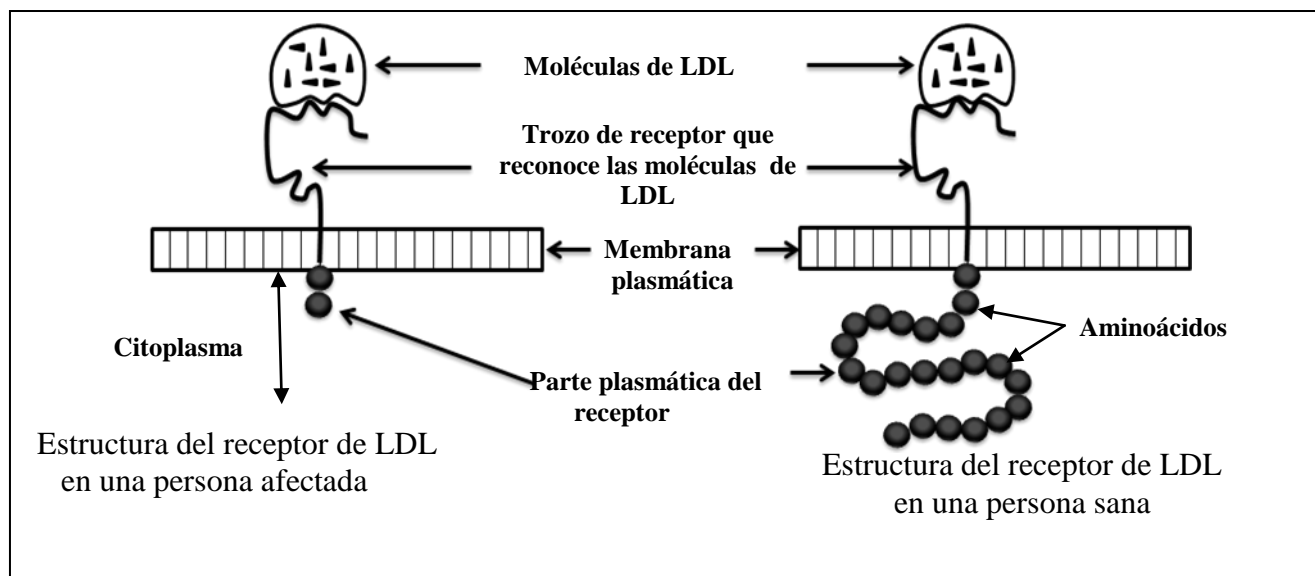 Moléculas de LDL
Trozo de receptor que
reconoce las moléculas de
LDL
Membrana
plasmática
Citoplasma
Aminoácidos
Parte plasmática del
receptor
Estructura del receptor de LDL
en una persona afectada
Estructura del receptor de LDL
en una persona sana